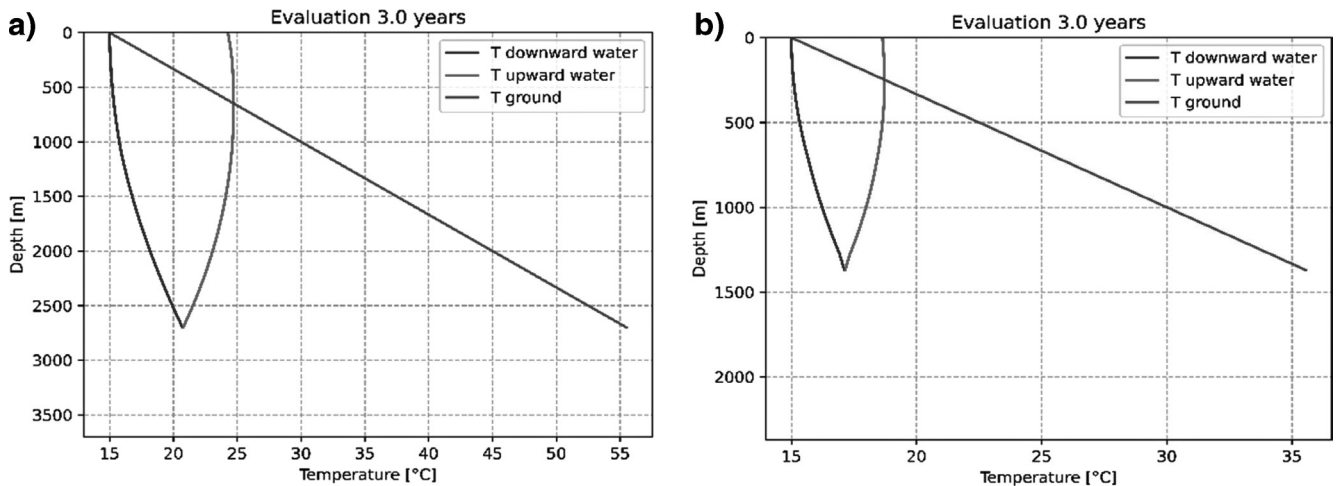 a)
Evaluation 3.0 years
T downward water
T upward water
T ground
0
500
1000
1500
2000
2500
3000
3500
Depth [m]
15 20 25 30 35 40 45 50 55
Temperature [°C]
b)
Evaluation 3.0 years
T downward water
T upward water
T ground
0
500
1000
1500
2000
Depth [m]
15 20 25 30 35
Temperature [°C]